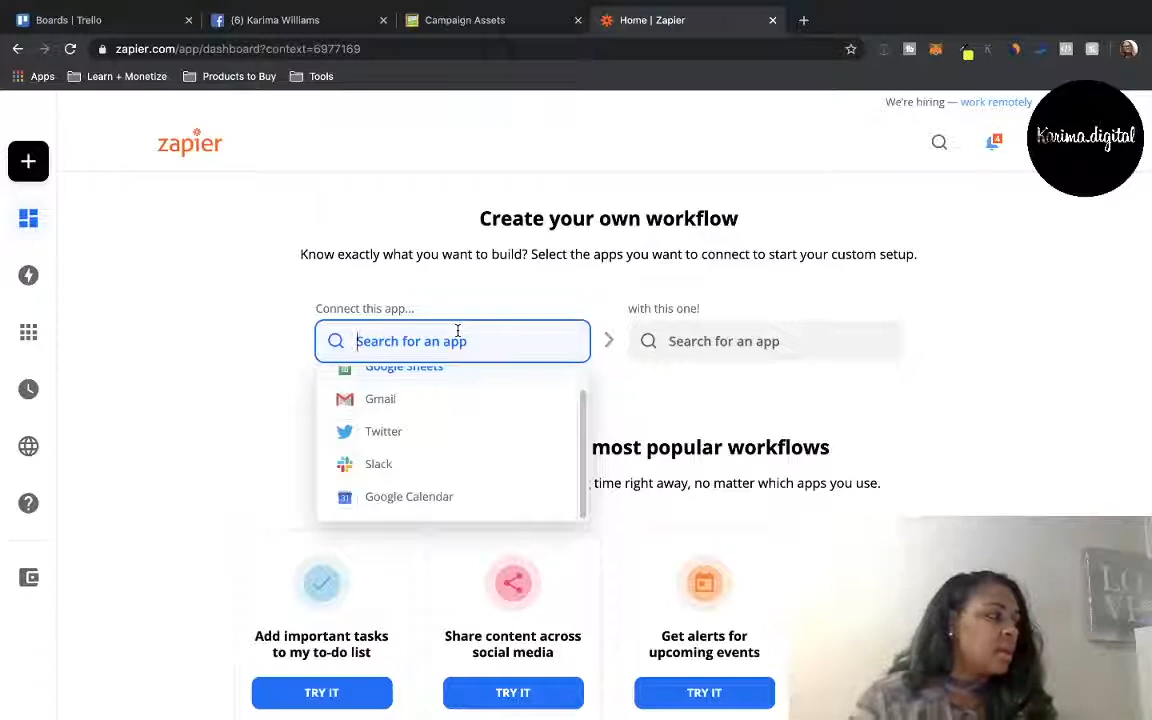 Boards | Trello
(6) Karima Williams
Campaign Assets
Home | Zapier
zapier.com/app/dashboard?context=6977169
Apps
Learn + Monetize
Products to Buy
Tools
We're hiring — work remotely
zapier
4
Karima.digital
Create your own workflow
Know exactly what you want to build? Select the apps you want to connect to start your custom setup.
Connect this app...
with this one!
Search for an app
Search for an app
Google Sheets
Gmail
Twitter
Slack
31
Google Calendar
most popular workflows
time right away, no matter which apps you use.
Add important tasks
to my to-do list
Share content across
social media
Get alerts for
upcoming events
TRY IT
TRY IT
TRY IT